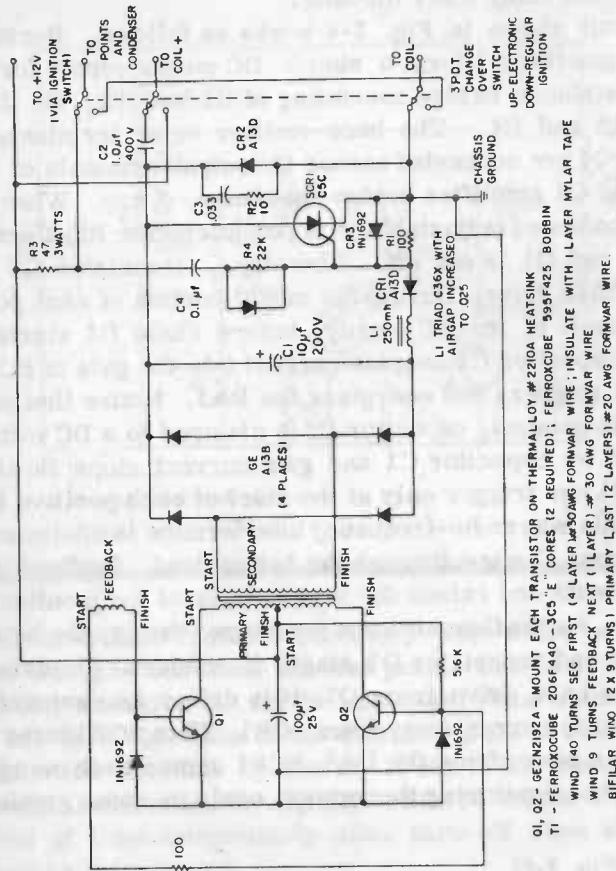 TO +12V
(VIA IGNITION
SWITCH)
TO
POINTS
AND
CONDENSER
TO
COIL+
TO
COIL-
3PDT
CHANGE
OVER
SWITCH
UP-ELECTRONIC
DOWN-REGULAR
IGNITION
R3
47
3WATTS
C2
1.0μf
400V
CR2
A13D
C3
.033
R2
10
SCR1
C5C
CR3
IN1692
CHASSIS
GROUND
C4
0.1μf
R4
22K
R1
100
C1
10μf
200V
+
CR1
A13D
L1
250mh
L1 TRIAD C36X WITH
AIRGAP INCREASED
TO .025
GE
A13B
(4 PLACES)
START
FEEDBACK
FINISH
START
START
SECONDARY
PRIMARY
FINISH
FINISH
FINISH
START
IN1692
Q1
100
+
100μf
25V
Q2
5.6K
IN1692
Q1, Q2- GE2N2192A MOUNT EACH TRANSISTOR ON THERMALLOY #2210A HEATSINK
T1 - FERROXCUBE 206F440-3C5 "E" CORES (2 REQUIRED); FERROXCUBE 595F425 BOBBIN
WIND 140 TURNS SEC. 1ST (4 LAYER) #30 AWG FORMVAR WIRE; INSULATE WITH 1 LAYER MYLAR TAPE
WIND 9 TURNS FEEDBACK NEXT (1 LAYER) # 30 AWG FORMVAR WIRE
BIFILAR WIND (2 X 9 TURNS) PRIMARY LAST (2 LAYERS) #20 AWG FORMVAR WIRE.